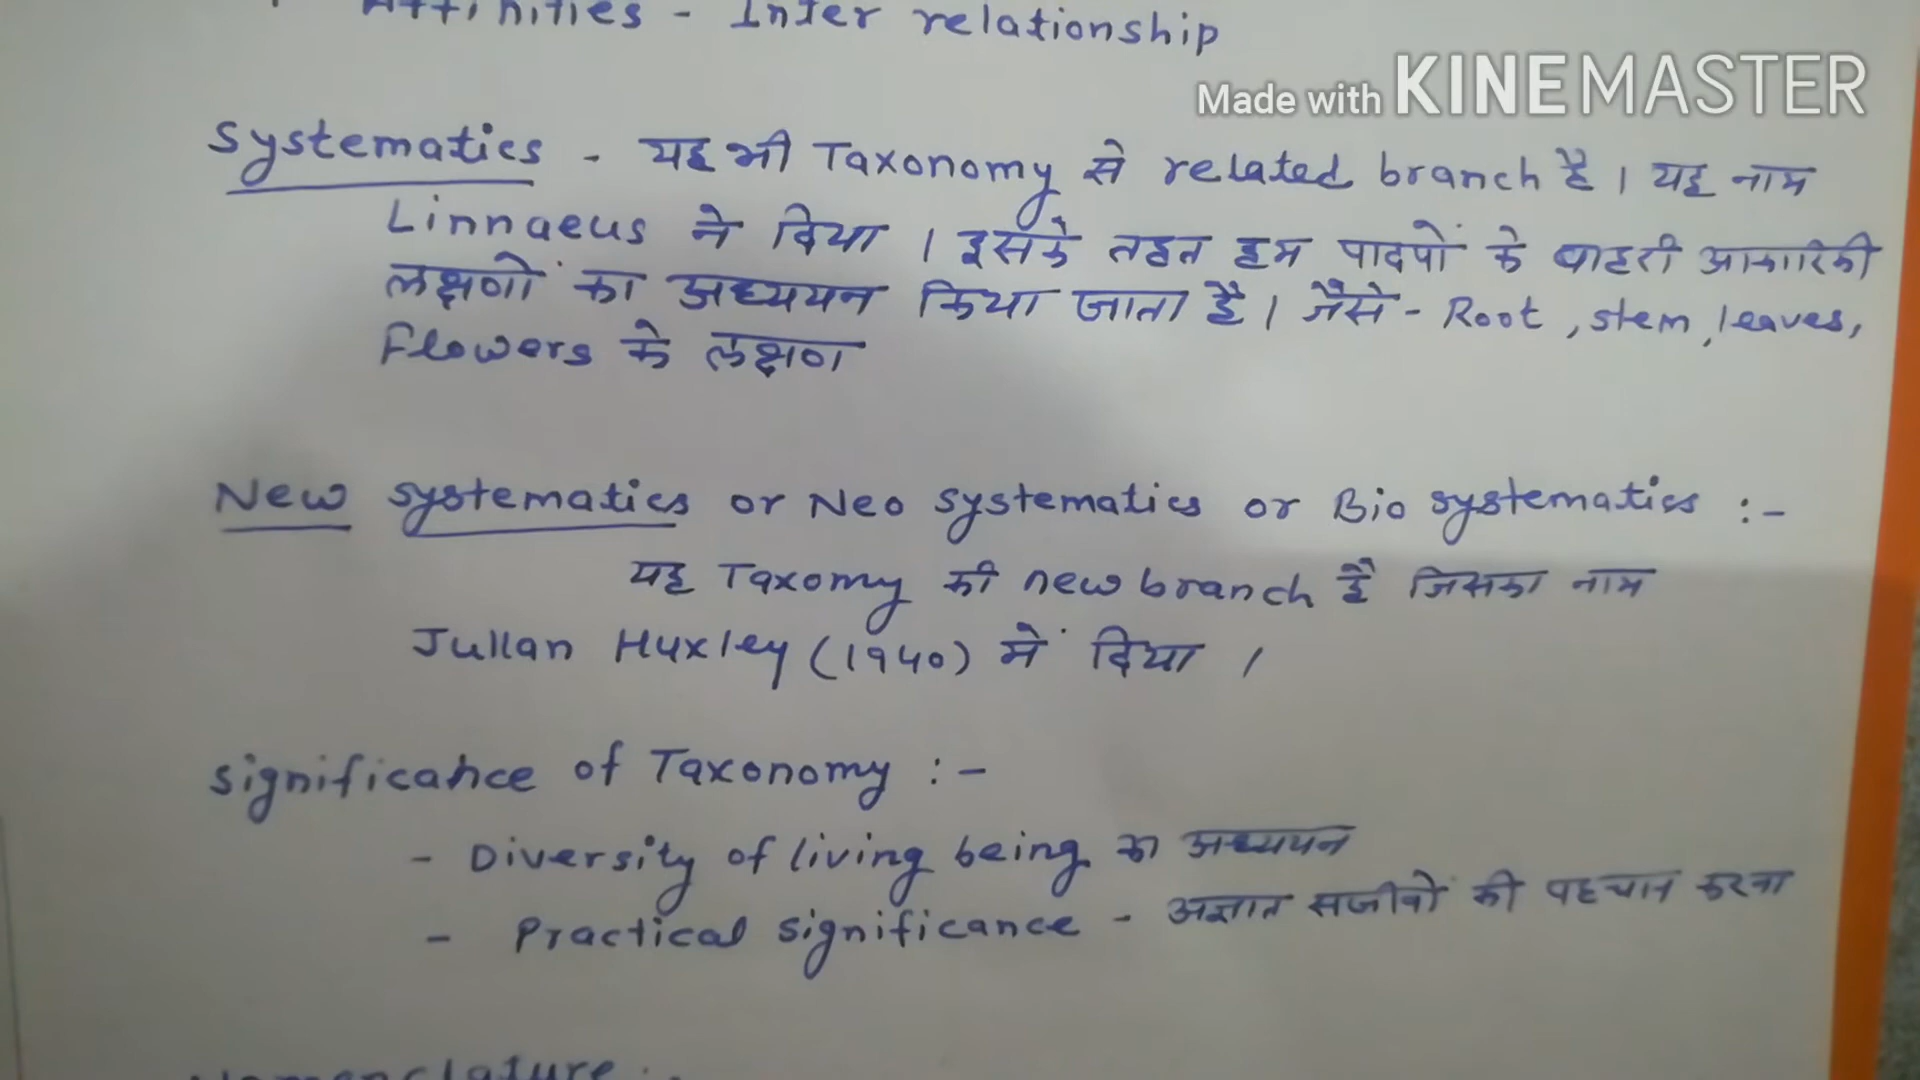 Affinities - Inter relationship
Made with KINEMASTER
Systematics - यह भी Taxonomy से related branch है। यह नाम
Linnaeus ने दिया। इसके तहत हम पादपों के बाहरी आकारिकी
लक्षणों का अध्ययन किया जाता है। जैसे - Root, stem, leaves,
Flowers के लक्षण
New systematics or Neo systematics or Bio systematics :-
यह Taxomy की new branch है जिसका नाम
Julian Huxley (1940) में दिया।
Significance of Taxonomy :-
- Diversity of living being का अध्ययन
- Practical significance - अज्ञात सजीवों की पहचान करना
Nomenclature :-